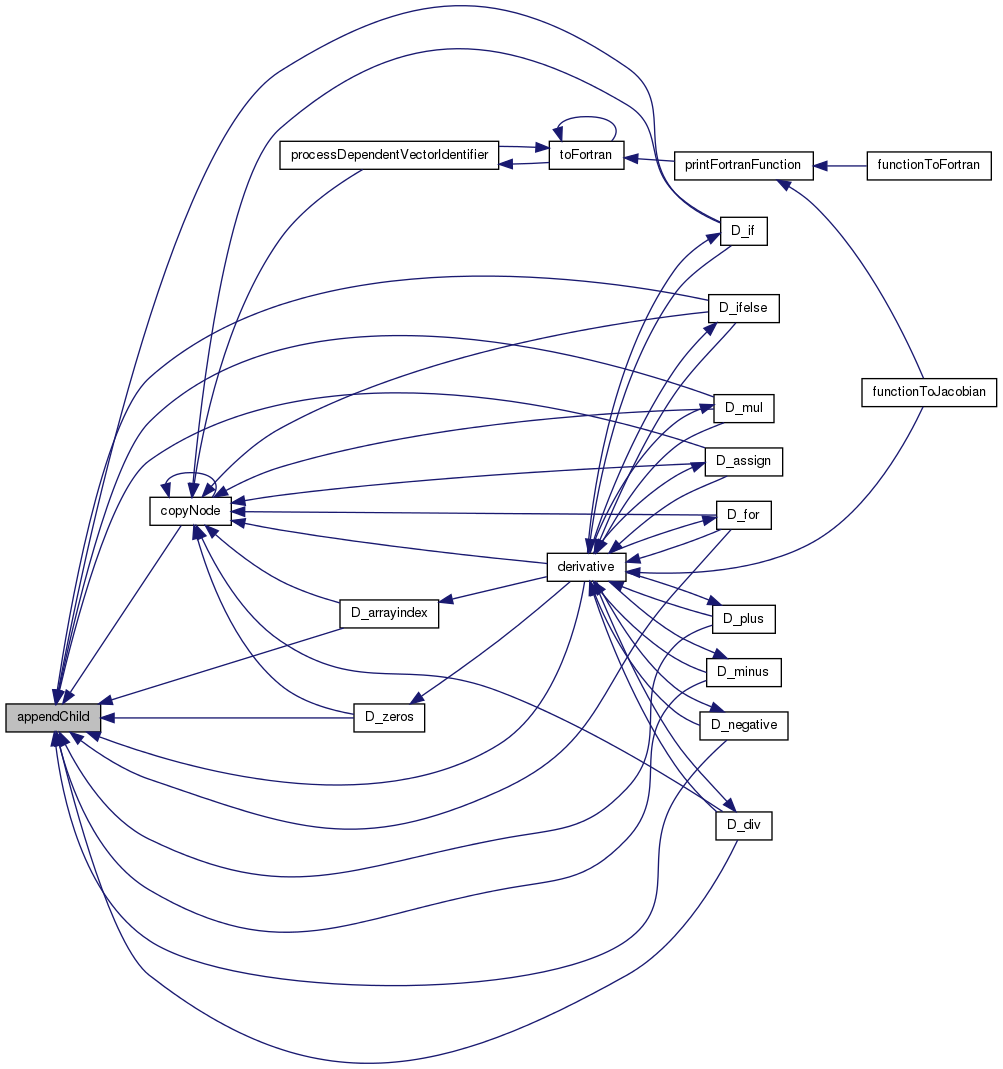 processDependentVectorIdentifier
toFortran
printFortranFunction
functionToFortran
D_if
D_ifelse
functionToJacobian
D_mul
D_assign
copyNode
D_for
derivative
D_arrayindex
D_plus
D_minus
appendChild
D_zeros
D_negative
D_div